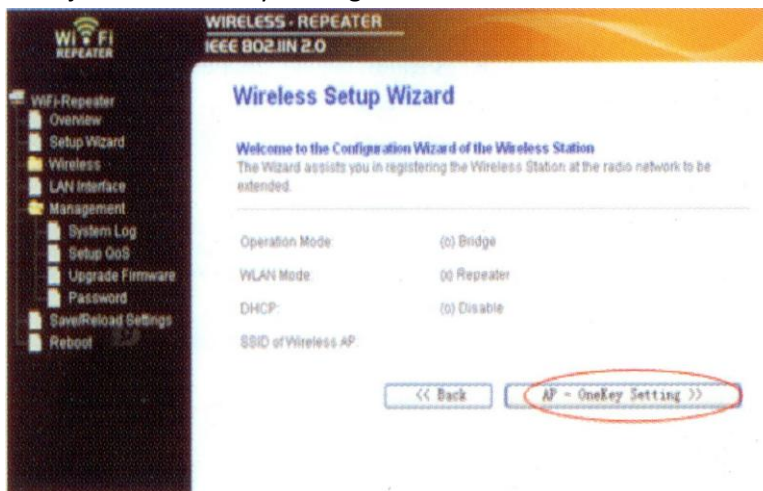 Wi Fi
REPEATER
WIRELESS - REPEATER
IEEE 802.11N 2.0
WiFi-Repeater
Overview
Setup Wizard
Wireless
LAN Interface
Management
System Log
Setup QoS
Upgrade Firmware
Password
Save/Reload Settings
Reboot
Wireless Setup Wizard
Welcome to the Configuration Wizard of the Wireless Station
The Wizard assists you in registering the Wireless Station at the radio network to be
extended.
Operation Mode: (o) Bridge
WLAN Mode: (x) Repeater
DHCP: (o) Disable
SSID of Wireless AP:
<< Back
AP - OneKey Setting >>